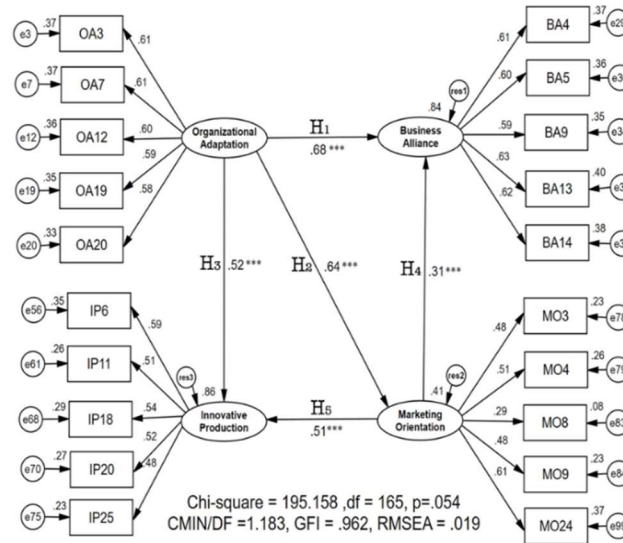 .37
e3
OA3
.61
.37
e7
OA7
.61
.36
e12
OA12
.60
.35
e19
OA19
.59
.33
e20
OA20
.58
Organizational
Adaptation
H1
.68 ***
.84
res1
Business
Alliance
.61
BA4
.37
.60
BA5
.36
.59
BA9
.35
.63
BA13
.40
.62
BA14
.38
H3 .52 ***
H2 .64 ***
H4 .31 ***
.35
e56
IP6
.59
.26
e61
IP11
.51
.29
e68
IP18
.54
.27
e70
IP20
.52
.23
e75
IP25
.48
res3
.86
Innovative
Production
H5
.51 ***
res2
.41
Marketing
Orientation
.48
MO3
.23
.51
MO4
.26
.29
MO8
.08
.48
MO9
.23
.61
MO24
.37
Chi-square = 195.158 ,df = 165, p=.054
CMIN/DF =1.183, GFI = .962, RMSEA = .019